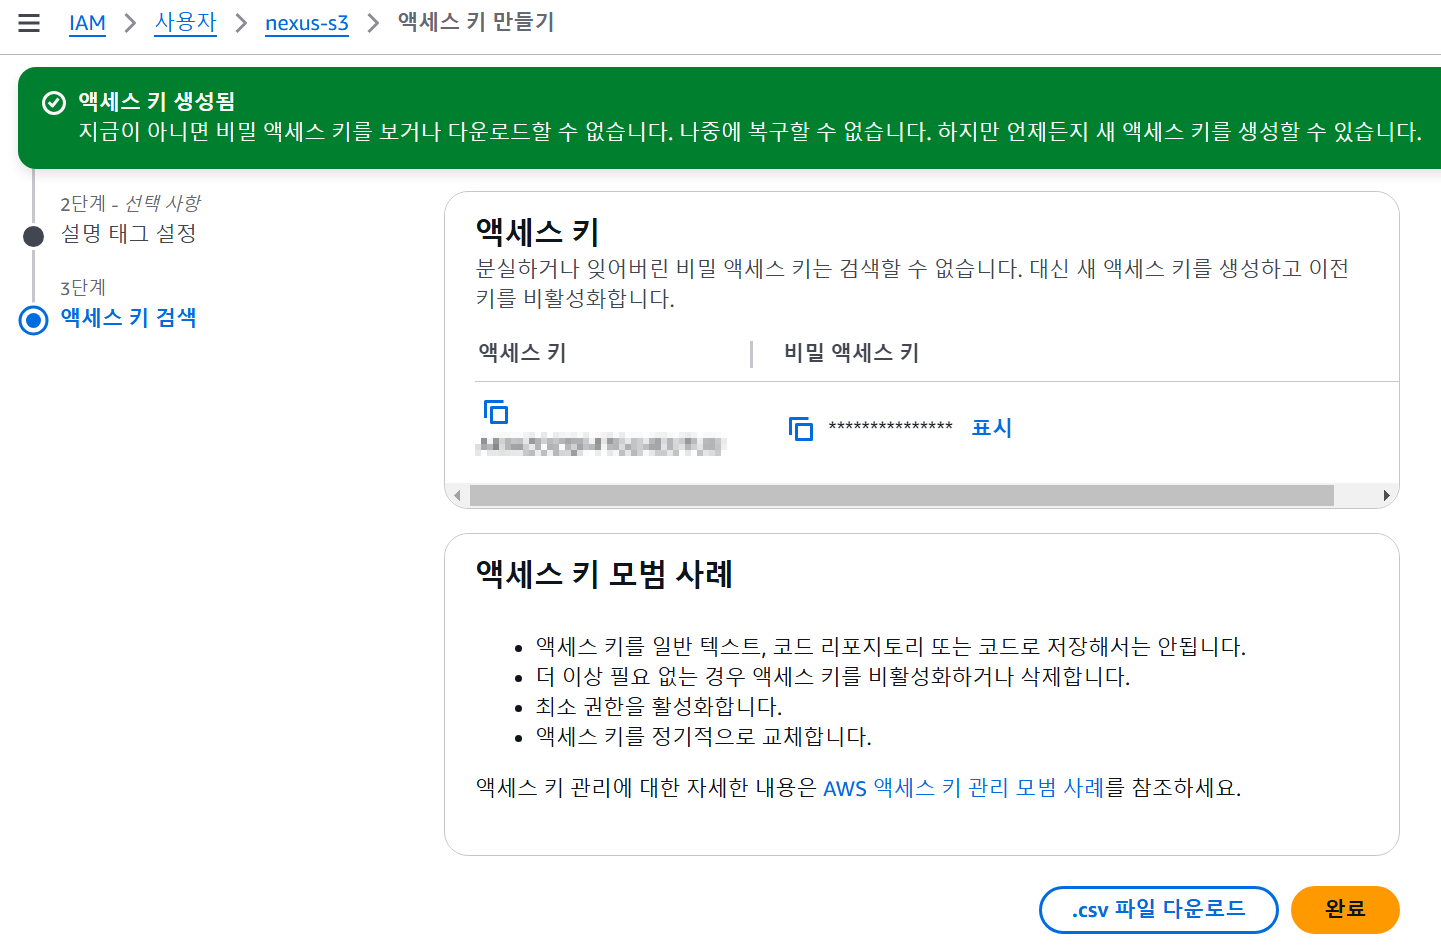 IAM > 사용자 > nexus-s3 > 액세스 키 만들기
액세스 키 생성됨
지금이 아니면 비밀 액세스 키를 보거나 다운로드할 수 없습니다. 나중에 복구할 수 없습니다. 하지만 언제든지 새 액세스 키를 생성할 수 있습니다.
2단계 - 선택 사항
설명 태그 설정
3단계
액세스 키 검색
액세스 키
분실하거나 잊어버린 비밀 액세스 키는 검색할 수 없습니다. 대신 새 액세스 키를 생성하고 이전
키를 비활성화합니다.
액세스 키
비밀 액세스 키
*************** 표시
액세스 키 모범 사례
• 액세스 키를 일반 텍스트, 코드 리포지토리 또는 코드로 저장해서는 안됩니다.
• 더 이상 필요 없는 경우 액세스 키를 비활성화하거나 삭제합니다.
• 최소 권한을 활성화합니다.
• 액세스 키를 정기적으로 교체합니다.
액세스 키 관리에 대한 자세한 내용은 AWS 액세스 키 관리 모범 사례를 참조하세요.
.csv 파일 다운로드
완료